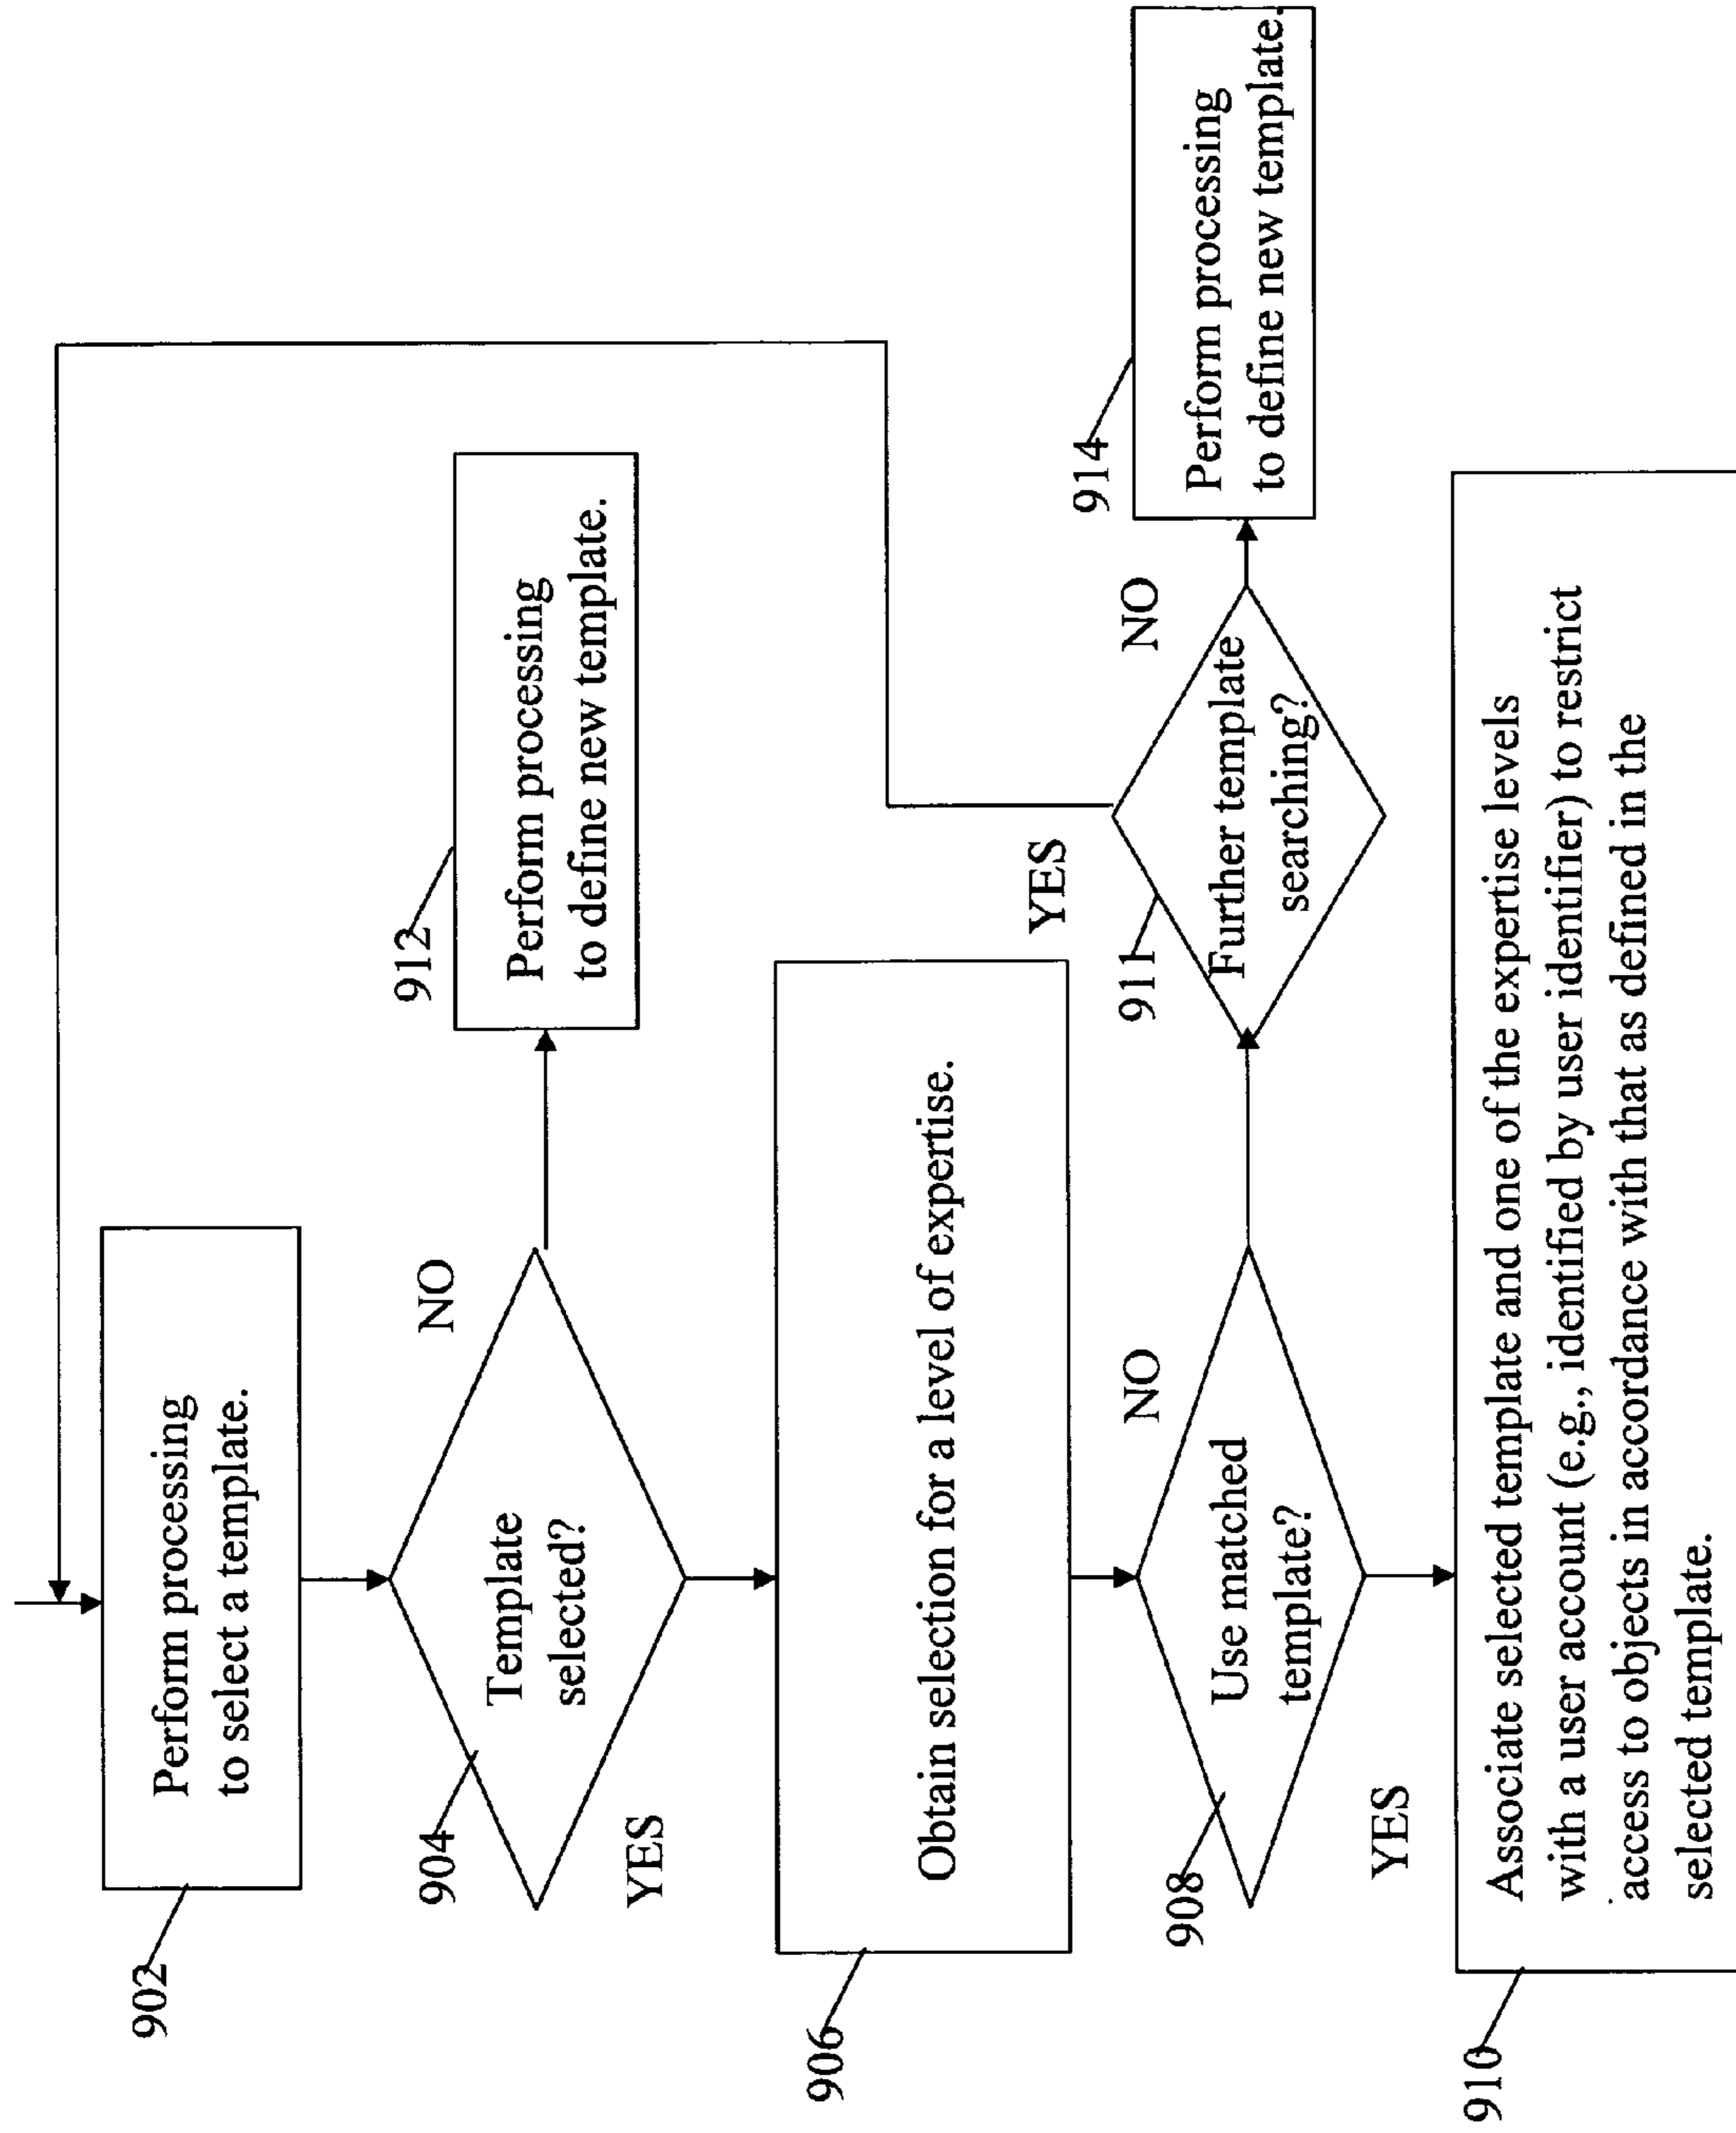 902
Perform processing
to select a template.
904
Template
selected?
NO
YES
912
Perform processing
to define new template.
906
Obtain selection for a level of expertise.
908
Use matched
template?
NO
YES
911
Further template
searching?
YES
NO
914
Perform processing
to define new template.
910
Associate selected template and one of the expertise levels
with a user account (e.g., identified by user identifier) to restrict
access to objects in accordance with that as defined in the
selected template.